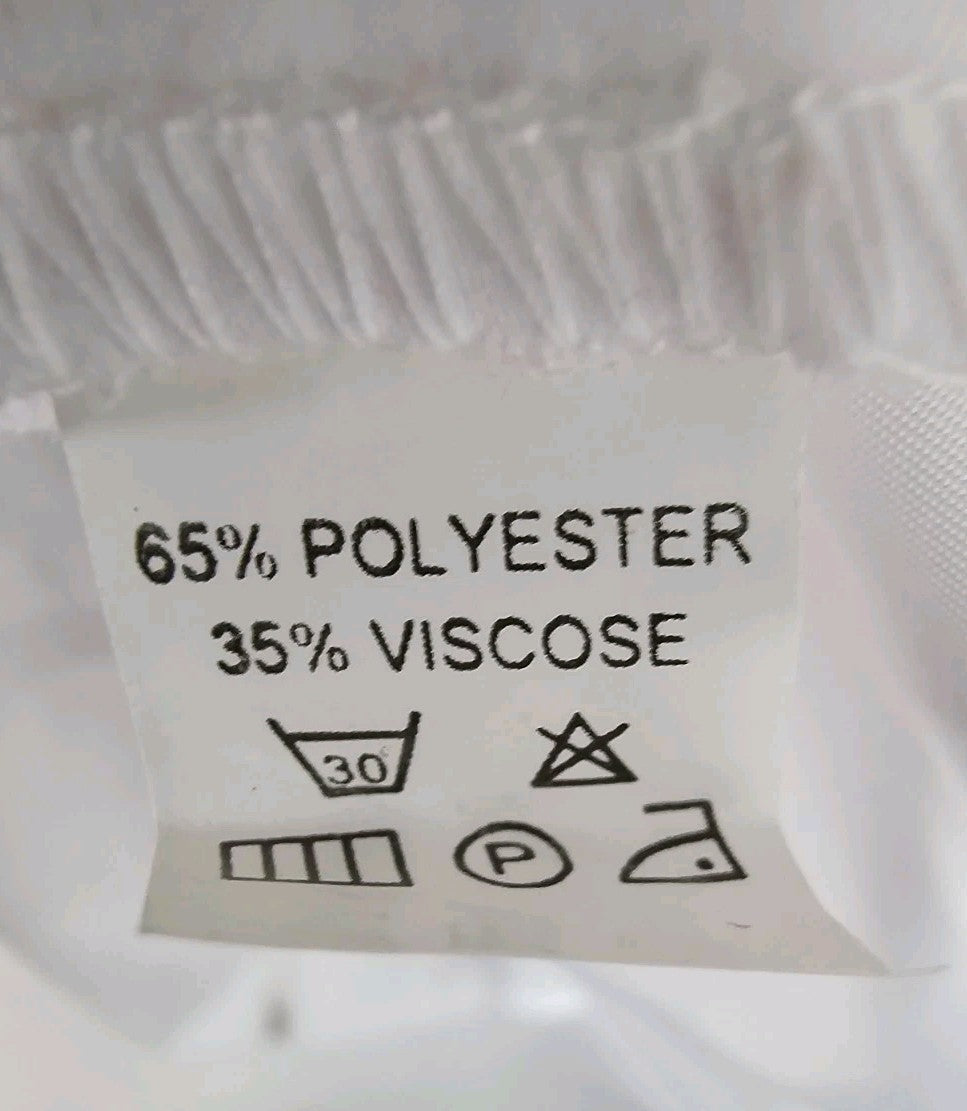 65% POLYESTER
35% VISCOSE
30
P